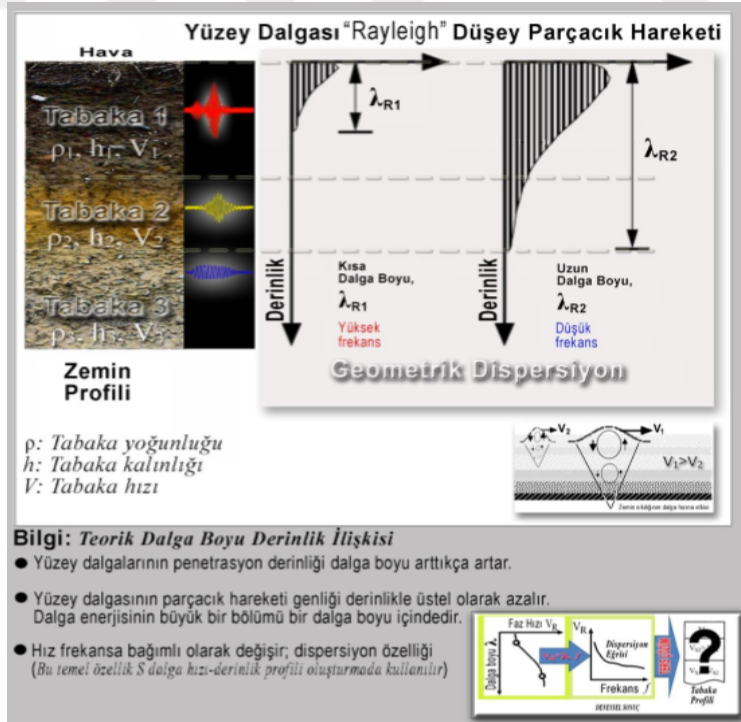 Yüzey Dalgası "Rayleigh" Düşey Parçacık Hareketi
Hava
Tabaka 1
ρ₁, h₁, V₁
Tabaka 2
ρ₂, h₂, V₂
Tabaka 3
ρ₃, h₃, V₃
Zemin
Profili
λR1
λR2
Derinlik
Kısa
Dalga Boyu,
λR1
Yüksek
frekans
Derinlik
Uzun
Dalga Boyu,
λR2
Düşük
frekans
Geometrik Dispersiyon
ρ: Tabaka yoğunluğu
h: Tabaka kalınlığı
V: Tabaka hızı
V₂
V₁
V₁>V₂
Bilgi: Teorik Dalga Boyu Derinlik İlişkisi
● Yüzey dalgalarının penetrasyon derinliği dalga boyu arttıkça artar.
● Yüzey dalgasının parçacık hareketi genliği derinlikle üstel olarak azalır.
Dalga enerjisinin büyük bir bölümü bir dalga boyu içindedir.
● Hız frekansa bağımlı olarak değişir; dispersiyon özelliği
(Bu temel özellik S dalga hızı-derinlik profili oluşturmada kullanılır)
Faz Hızı VR
Dalga boyu λ
VR
Dispersiyon
Eğrisi
Frekans f
DENEYSEL SONUÇ
?
Tabaka
Profili